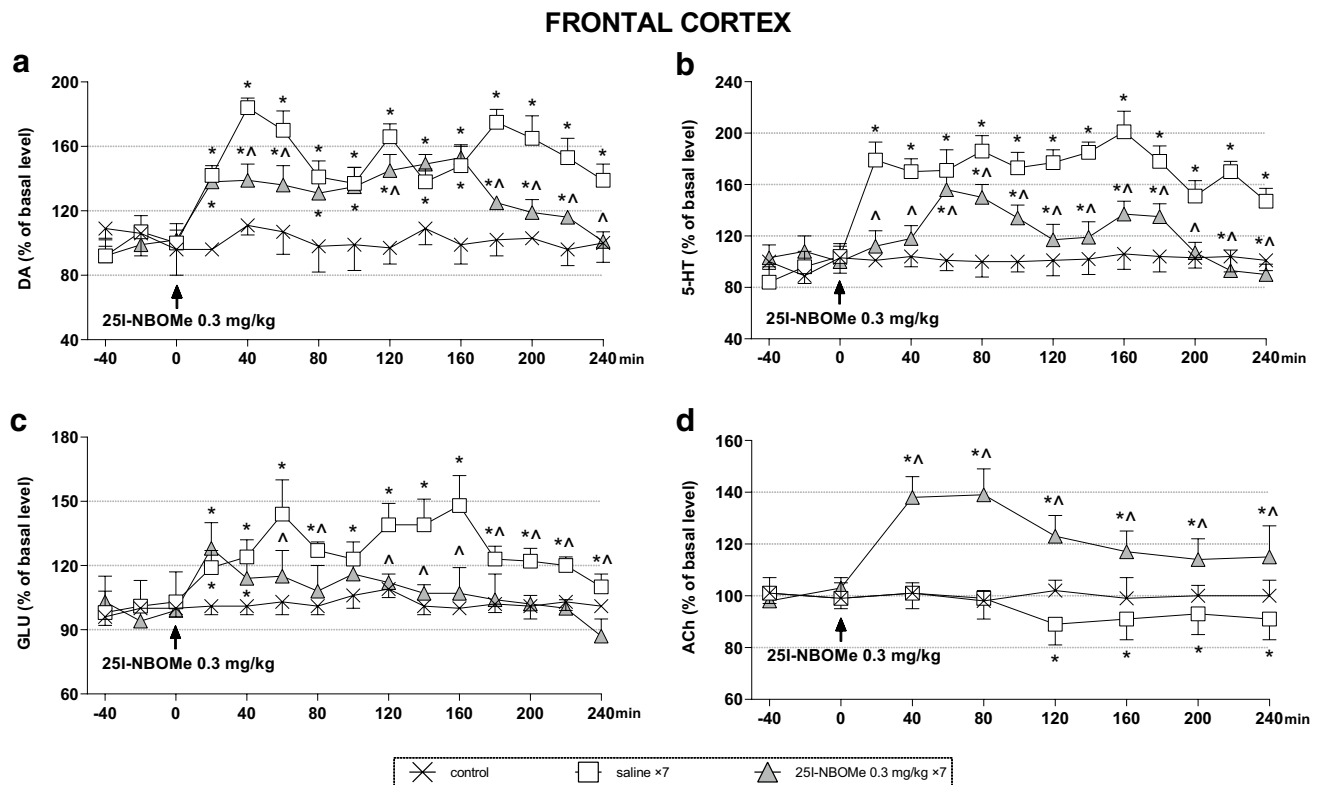 FRONTAL CORTEX
a
DA (% of basal level)
200
160
120
80
40
* * * * * * * * * * * *
*^ *^ *^ *^ *^ *^ ^
* * * * *
25I-NBOMe 0.3 mg/kg
-40 0 40 80 120 160 200 240 min
b
5-HT (% of basal level)
240
200
160
120
80
40
* * * * * * * * * * * *
^ ^ *^ *^ *^ *^ *^ *^ *^ ^ *^ *^
25I-NBOMe 0.3 mg/kg
-40 0 40 80 120 160 200 240 min
c
GLU (% of basal level)
180
150
120
90
60
* * * *^ * * * * *^ *^ *^ *^
^ ^ ^ ^
* *
25I-NBOMe 0.3 mg/kg
-40 0 40 80 120 160 200 240 min
d
ACh (% of basal level)
160
140
120
100
80
60
*^ *^ *^ *^ *^ *^
* * * *
25I-NBOMe 0.3 mg/kg
-40 0 40 80 120 160 200 240 min
control saline ×7 25I-NBOMe 0.3 mg/kg ×7